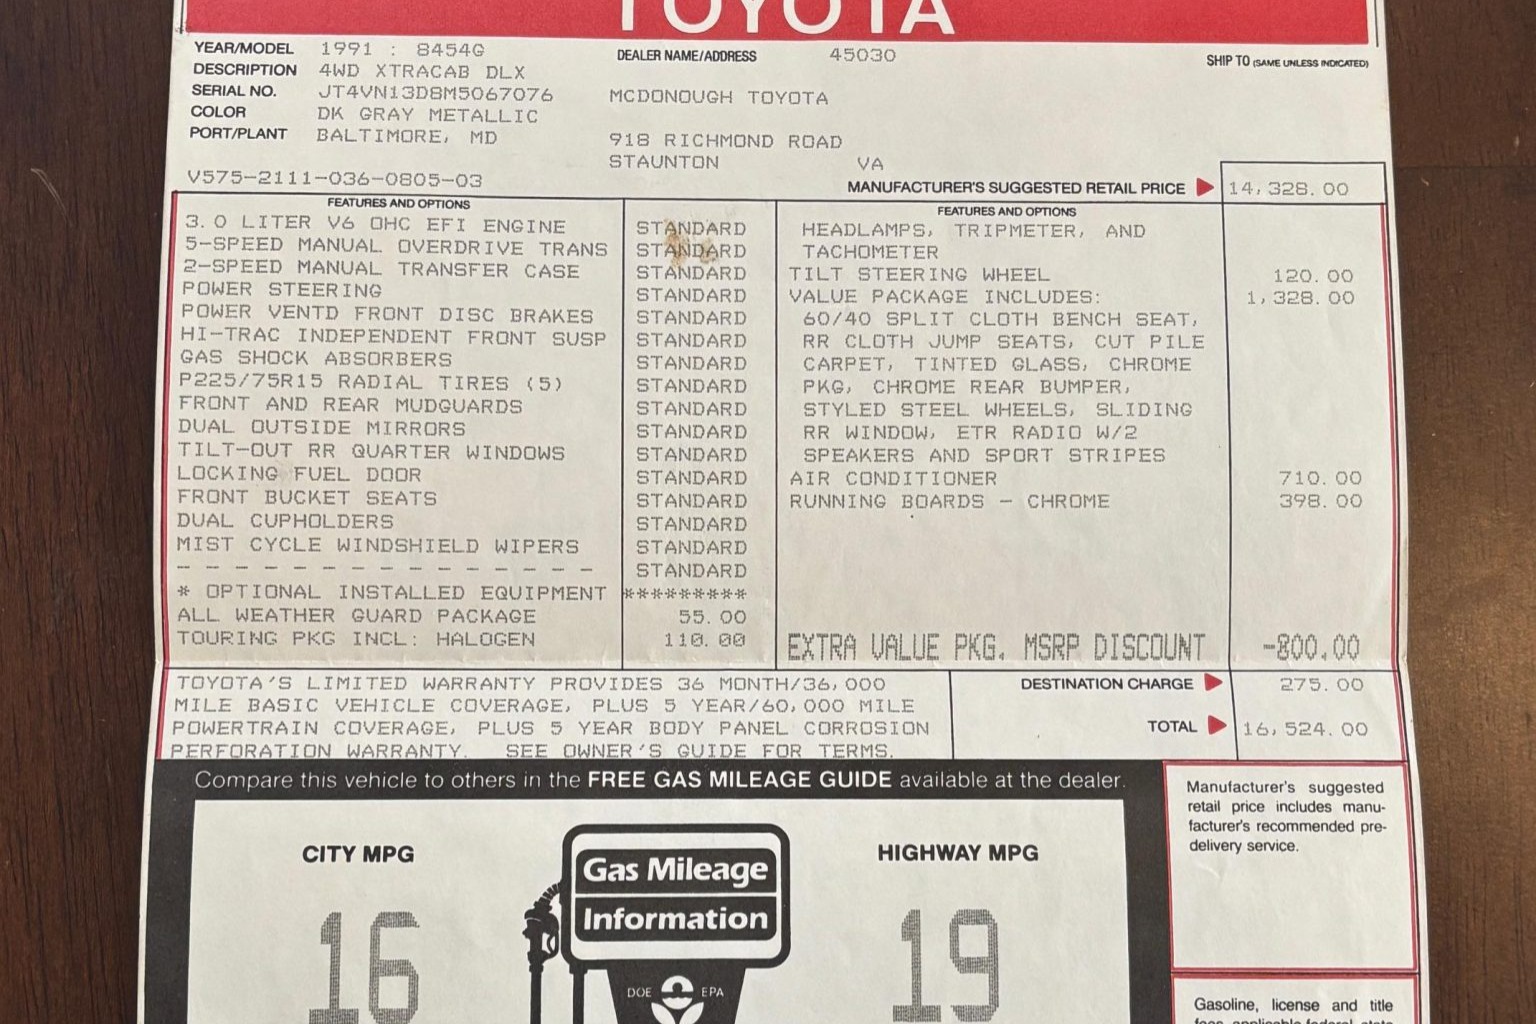 TOYOTA
YEAR/MODEL 1991 : 8454G
DESCRIPTION 4WD XTRACAB DLX
SERIAL NO. JT4VN13D8M5067076
COLOR DK GRAY METALLIC
PORT/PLANT BALTIMORE, MD
V575-2111-036-0805-03
DEALER NAME/ADDRESS 45030
MCDONOUGH TOYOTA
918 RICHMOND ROAD
STAUNTON VA
SHIP TO (SAME UNLESS INDICATED)
MANUFACTURER'S SUGGESTED RETAIL PRICE 14,328.00
FEATURES AND OPTIONS
3.0 LITER V6 OHC EFI ENGINE STANDARD
5-SPEED MANUAL OVERDRIVE TRANS STANDARD
2-SPEED MANUAL TRANSFER CASE STANDARD
POWER STEERING STANDARD
POWER VENTD FRONT DISC BRAKES STANDARD
HI-TRAC INDEPENDENT FRONT SUSP STANDARD
GAS SHOCK ABSORBERS STANDARD
P225/75R15 RADIAL TIRES (5) STANDARD
FRONT AND REAR MUDGUARDS STANDARD
DUAL OUTSIDE MIRRORS STANDARD
TILT-OUT RR QUARTER WINDOWS STANDARD
LOCKING FUEL DOOR STANDARD
FRONT BUCKET SEATS STANDARD
DUAL CUPHOLDERS STANDARD
MIST CYCLE WINDSHIELD WIPERS STANDARD
- - - - - - - - - - - - - - - STANDARD
* OPTIONAL INSTALLED EQUIPMENT *********
ALL WEATHER GUARD PACKAGE 55.00
TOURING PKG INCL: HALOGEN 110.00
FEATURES AND OPTIONS
HEADLAMPS, TRIPMETER, AND
TACHOMETER
TILT STEERING WHEEL 120.00
VALUE PACKAGE INCLUDES: 1,328.00
60/40 SPLIT CLOTH BENCH SEAT,
RR CLOTH JUMP SEATS, CUT PILE
CARPET, TINTED GLASS, CHROME
PKG, CHROME REAR BUMPER,
STYLED STEEL WHEELS, SLIDING
RR WINDOW, ETR RADIO W/2
SPEAKERS AND SPORT STRIPES
AIR CONDITIONER 710.00
RUNNING BOARDS - CHROME 398.00
EXTRA VALUE PKG. MSRP DISCOUNT -800.00
TOYOTA'S LIMITED WARRANTY PROVIDES 36 MONTH/36,000
MILE BASIC VEHICLE COVERAGE, PLUS 5 YEAR/60,000 MILE
POWERTRAIN COVERAGE, PLUS 5 YEAR BODY PANEL CORROSION
PERFORATION WARRANTY. SEE OWNER'S GUIDE FOR TERMS.
DESTINATION CHARGE 275.00
TOTAL 16,524.00
Compare this vehicle to others in the FREE GAS MILEAGE GUIDE available at the dealer.
CITY MPG
16
Gas Mileage
Information
DOE EPA
HIGHWAY MPG
19
Manufacturer's suggested
retail price includes manu-
facturer's recommended pre-
delivery service.
Gasoline, license and title